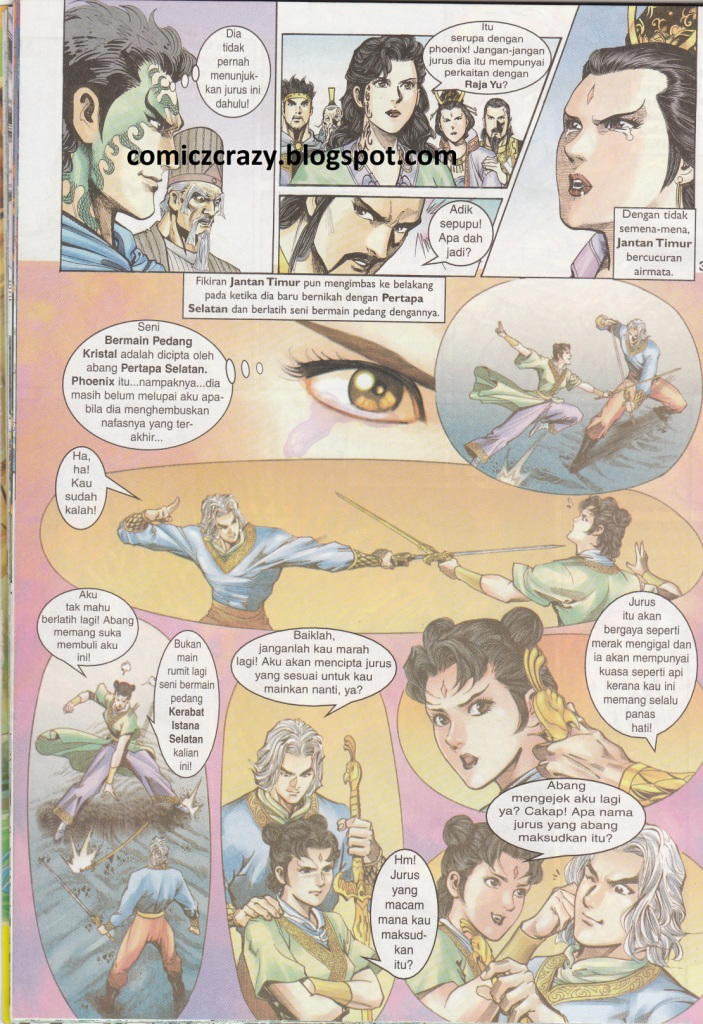 Dia
tidak
pernah
menunjuk-
kan jurus ini
dahulu!
Itu
serupa dengan
phoenix! Jangan-jangan
jurus dia itu mempunyai
perkaitan dengan
Raja Yu?
comiczcrazy.blogspot.com
Adik
sepupu!
Apa dah
jadi?
Dengan tidak
semena-mena,
Jantan Timur
bercucuran
airmata.
3
Fikiran Jantan Timur pun mengimbas ke belakang
pada ketika dia baru bernikah dengan Pertapa
Selatan dan berlatih seni bermain pedang dengannya.
Seni
Bermain Pedang
Kristal adalah dicipta oleh
abang Pertapa Selatan.
Phoenix itu...nampaknya...dia
masih belum melupai aku apa-
bila dia menghembuskan
nafasnya yang ter-
akhir...
Ha,
ha!
Kau
sudah
kalah!
Aku
tak mahu
berlatih lagi! Abang
memang suka
membuli aku
ini!
Bukan
main
rumit lagi
seni bermain
pedang
Kerabat
Istana
Selatan
kalian
ini!
Baiklah,
janganlah kau marah
lagi! Aku akan mencipta jurus
yang sesuai untuk kau
mainkan nanti, ya?
Jurus
itu akan
bergaya seperti
merak mengigal dan
ia akan mempunyai
kuasa seperti api
kerana kau ini
memang selalu
panas
hati!
Hm!
Jurus
yang
macam
mana kau
maksud-
kan
itu?
Abang
mengejek aku lagi
ya? Cakap! Apa nama
jurus yang abang
maksudkan itu?